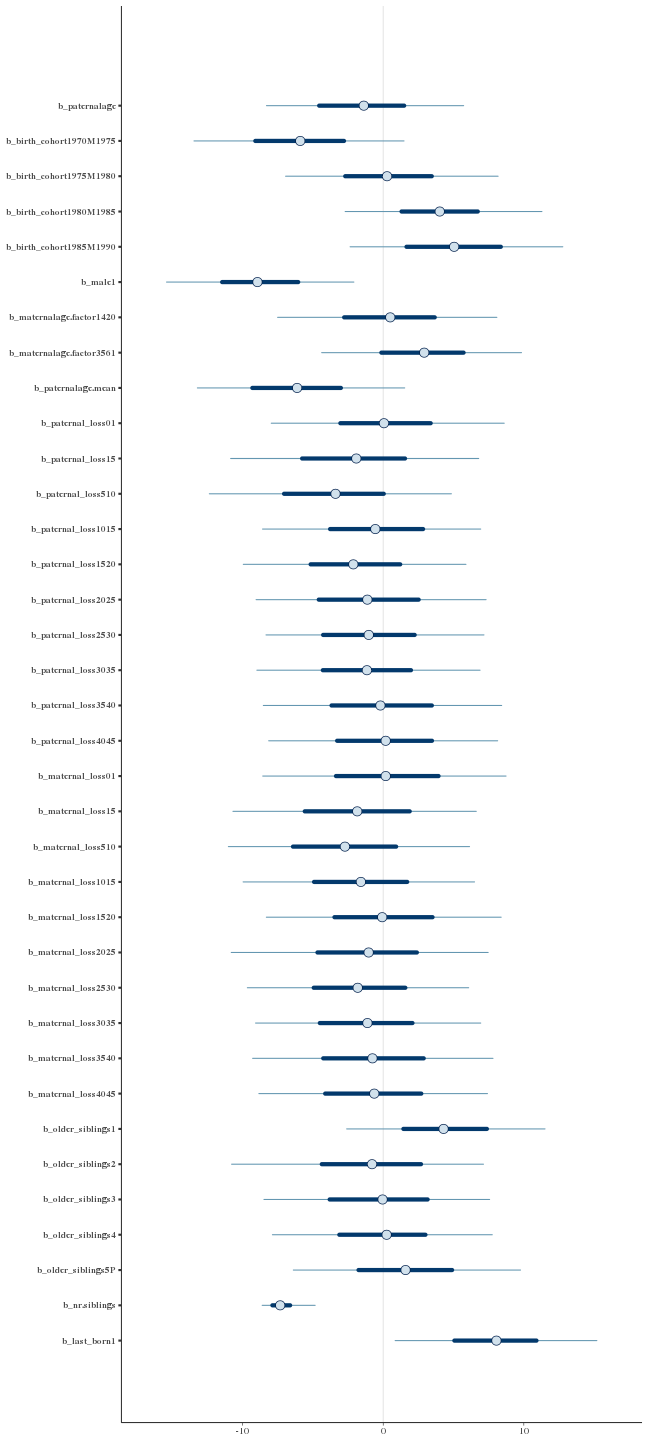 b_paternalage
b_birth_cohort1970M1975
b_birth_cohort1975M1980
b_birth_cohort1980M1985
b_birth_cohort1985M1990
b_male1
b_maternalage.factor1420
b_maternalage.factor3561
b_paternalage.mean
b_paternal_loss01
b_paternal_loss15
b_paternal_loss510
b_paternal_loss1015
b_paternal_loss1520
b_paternal_loss2025
b_paternal_loss2530
b_paternal_loss3035
b_paternal_loss3540
b_paternal_loss4045
b_maternal_loss01
b_maternal_loss15
b_maternal_loss510
b_maternal_loss1015
b_maternal_loss1520
b_maternal_loss2025
b_maternal_loss2530
b_maternal_loss3035
b_maternal_loss3540
b_maternal_loss4045
b_older_siblings1
b_older_siblings2
b_older_siblings3
b_older_siblings4
b_older_siblings5P
b_nr.siblings
b_last_born1
-10 0 10